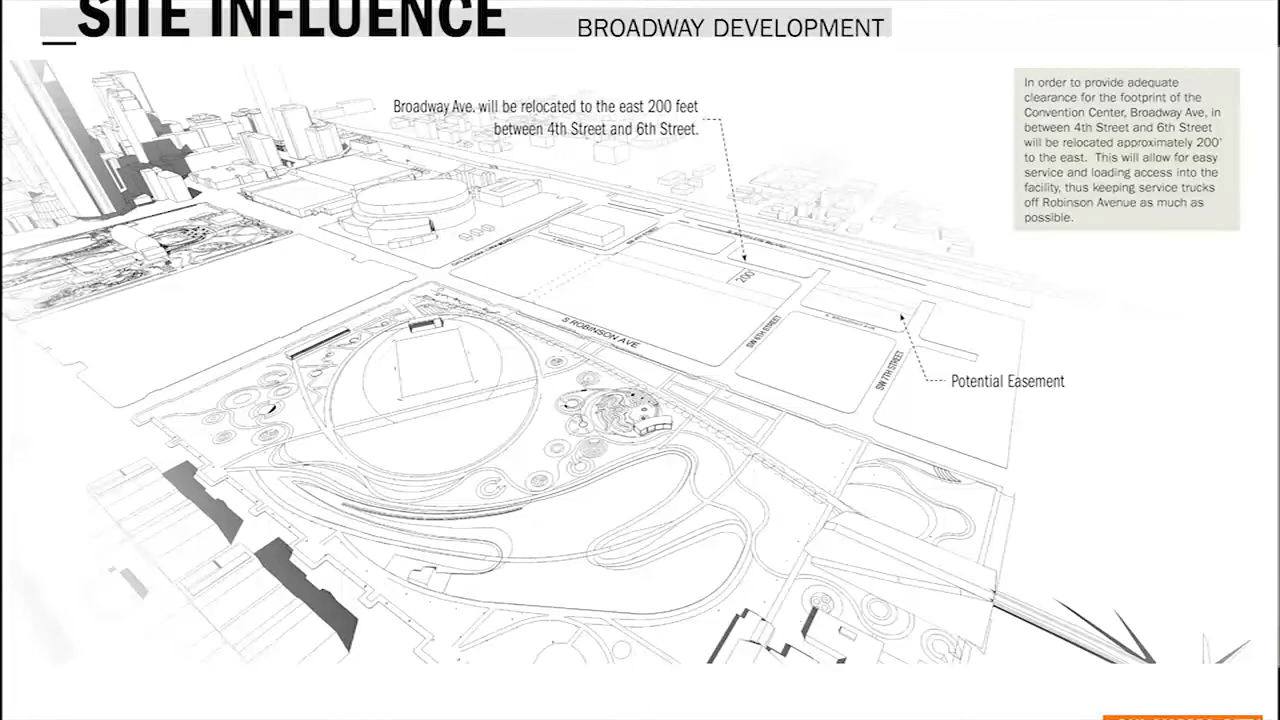 _SITE INFLUENCE
BROADWAY DEVELOPMENT
Broadway Ave. will be relocated to the east 200 feet
between 4th Street and 6th Street.
In order to provide adequate
clearance for the footprint of the
Convention Center, Broadway Ave, in
between 4th Street and 6th Street
will be relocated approximately 200'
to the east. This will allow for easy
service and loading access into the
facility, thus keeping service trucks
off Robinson Avenue as much as
possible.
200'
S ROBINSON AVE
SW 6TH STREET
SW 7TH STREET
Potential Easement